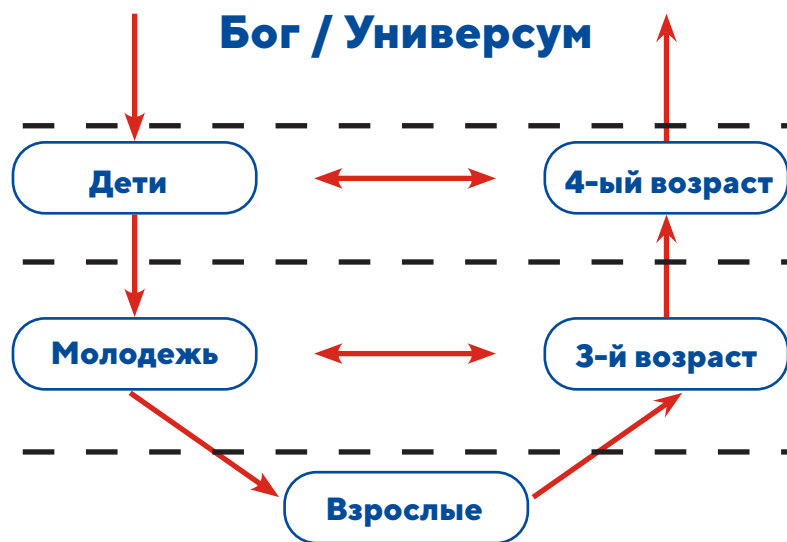 Бог / Универсум
Дети
4-ый возраст
Молодежь
3-й возраст
Взрослые